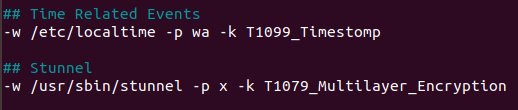 ## Time Related Events
-w /etc/localtime -p wa -k T1099_Timestomp
## Stunnel
-w /usr/sbin/stunnel -p x -k T1079_Multilayer_Encryption